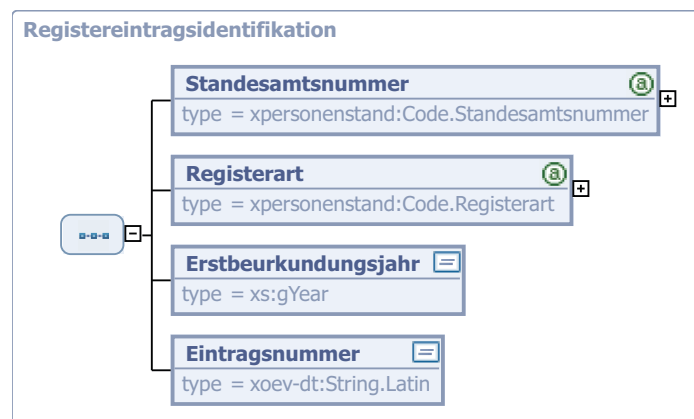 Registereintragsidentifikation
Standesamtsnummer
type = xpersonenstand:Code.Standesamtsnummer
Registerart
type = xpersonenstand:Code.Registerart
Erstbeurkundungsjahr
type = xs:gYear
Eintragsnummer
type = xoev-dt:String.Latin